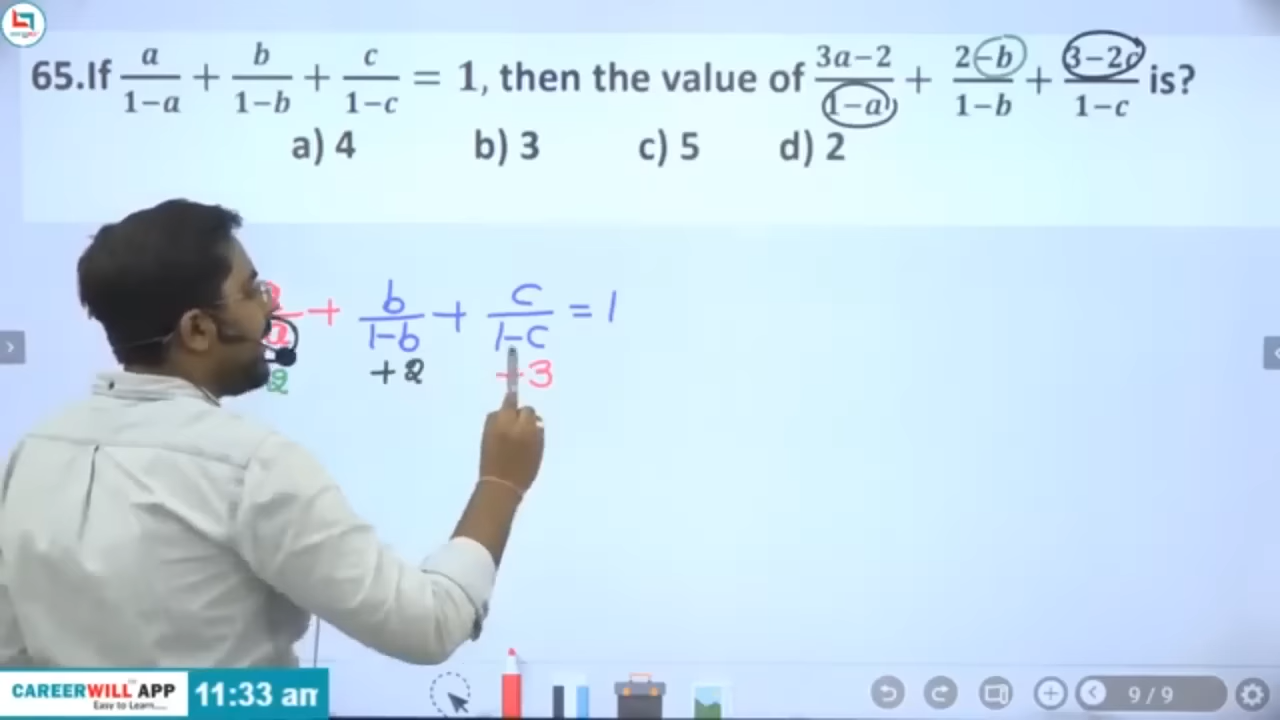 65.If a/1-a + b/1-b + c/1-c = 1, then the value of 3a-2/1-a + 2-b/1-b + 3-2c/1-c is?
a) 4 b) 3 c) 5 d) 2
+ b/1-b + c/1-c = 1
2 +2 +3
CAREERWILL APP
Easy to Learn.....
11:33 am
9 / 9